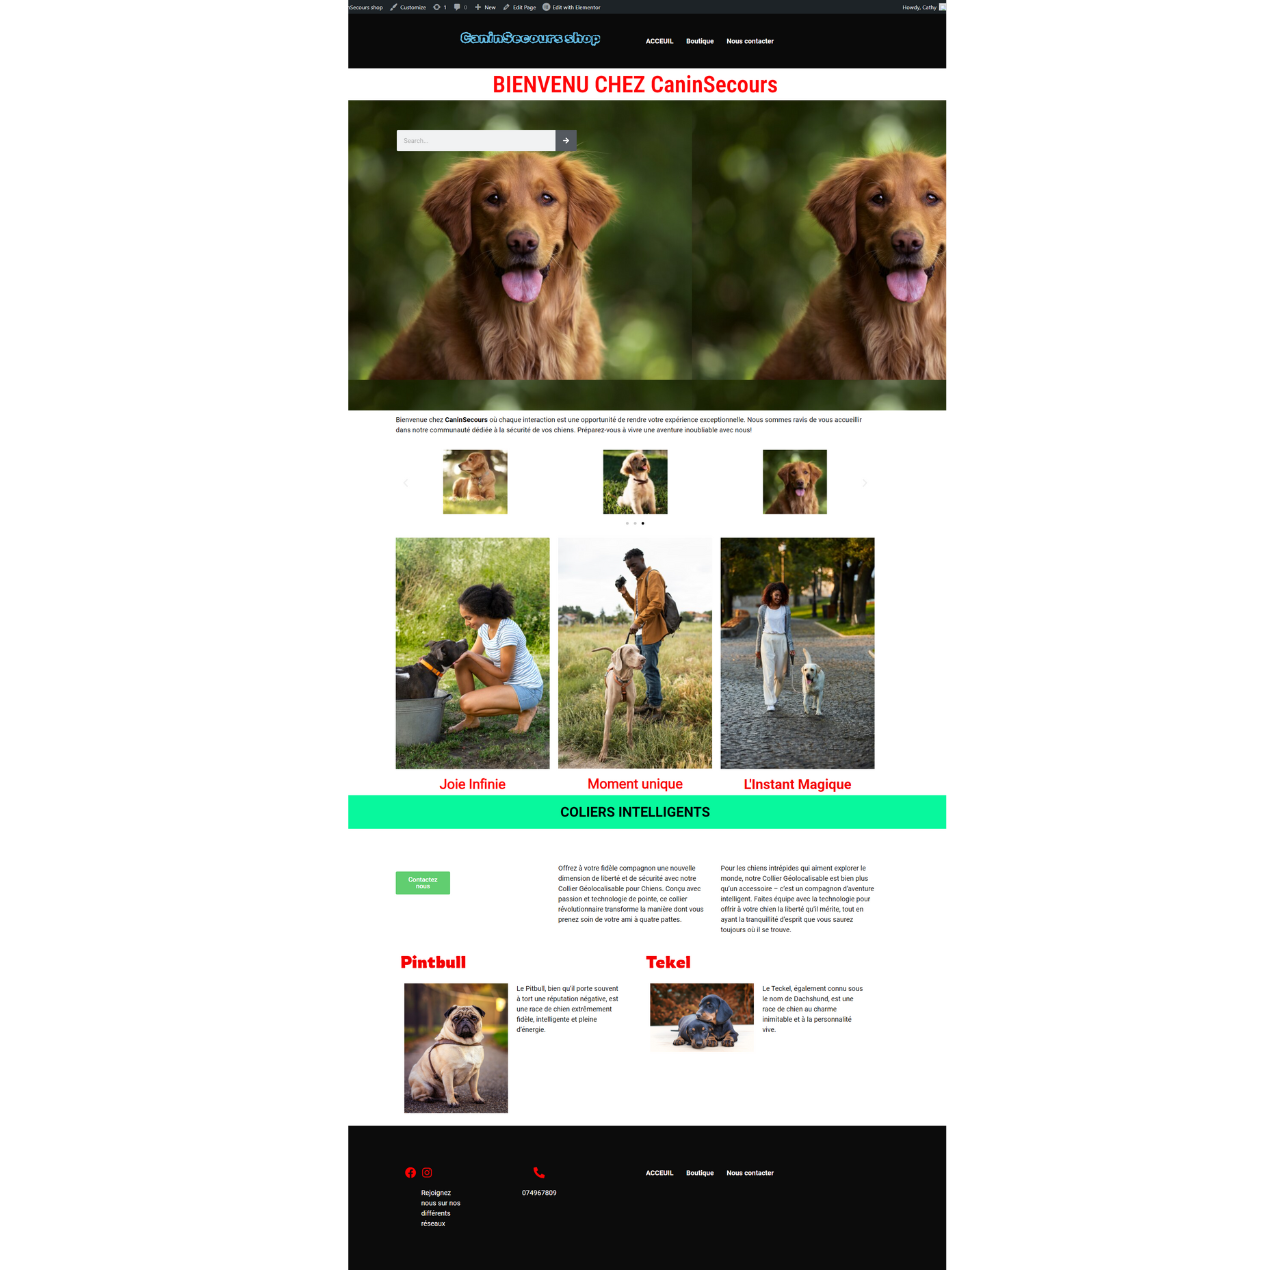 nSecours shop Customize 1 0 New Edit Page Edit with Elementor Howdy, Cathy
CaninSecours shop
ACCEUIL Boutique Nous contacter
BIENVENU CHEZ CaninSecours
Search...
Bienvenue chez CaninSecours où chaque interaction est une opportunité de rendre votre expérience exceptionnelle. Nous sommes ravis de vous accueillir
dans notre communauté dédiée à la sécurité de vos chiens. Préparez-vous à vivre une aventure inoubliable avec nous!
Joie Infinie
Moment unique
L'Instant Magique
COLIERS INTELLIGENTS
Contactez
nous
Offrez à votre fidèle compagnon une nouvelle
dimension de liberté et de sécurité avec notre
Collier Géolocalisable pour Chiens. Conçu avec
passion et technologie de pointe, ce collier
révolutionnaire transforme la manière dont vous
prenez soin de votre ami à quatre pattes.
Pour les chiens intrépides qui aiment explorer le
monde, notre Collier Géolocalisable est bien plus
qu'un accessoire – c'est un compagnon d'aventure
intelligent. Faites équipe avec la technologie pour
offrir à votre chien la liberté qu'il mérite, tout en
ayant la tranquillité d'esprit que vous saurez
toujours où il se trouve.
Pintbull
Le Pitbull, bien qu'il porte souvent
à tort une réputation négative, est
une race de chien extrêmement
fidèle, intelligente et pleine
d'énergie.
Tekel
Le Teckel, également connu sous
le nom de Dachshund, est une
race de chien au charme
inimitable et à la personnalité
vive.
Rejoignez
nous sur nos
différents
réseaux
074967809
ACCEUIL Boutique Nous contacter